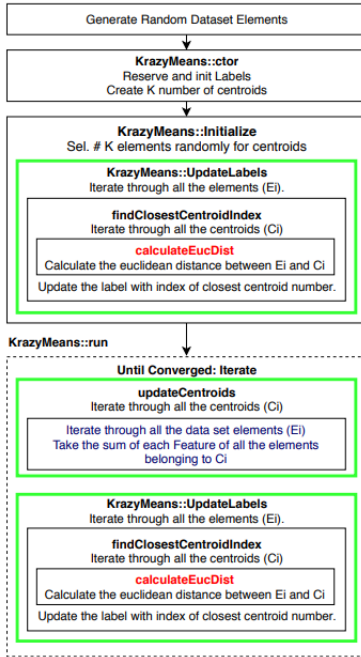 Generate Random Dataset Elements
KrazyMeans::ctor
Reserve and init Labels
Create K number of centroids
KrazyMeans::Initialize
Sel. # K elements randomly for centroids
KrazyMeans::UpdateLabels
Iterate through all the elements (Ei).
findClosestCentroidIndex
Iterate through all the centroids (Ci)
calculateEucDist
Calculate the euclidean distance between Ei and Ci
Update the label with index of closest centroid number.
KrazyMeans::run
Until Converged: Iterate
updateCentroids
Iterate through all the centroids (Ci)
Iterate through all the data set elements (Ei)
Take the sum of each Feature of all the elements
belonging to Ci
KrazyMeans::UpdateLabels
Iterate through all the elements (Ei).
findClosestCentroidIndex
Iterate through all the centroids (Ci)
calculateEucDist
Calculate the euclidean distance between Ei and Ci
Update the label with index of closest centroid number.